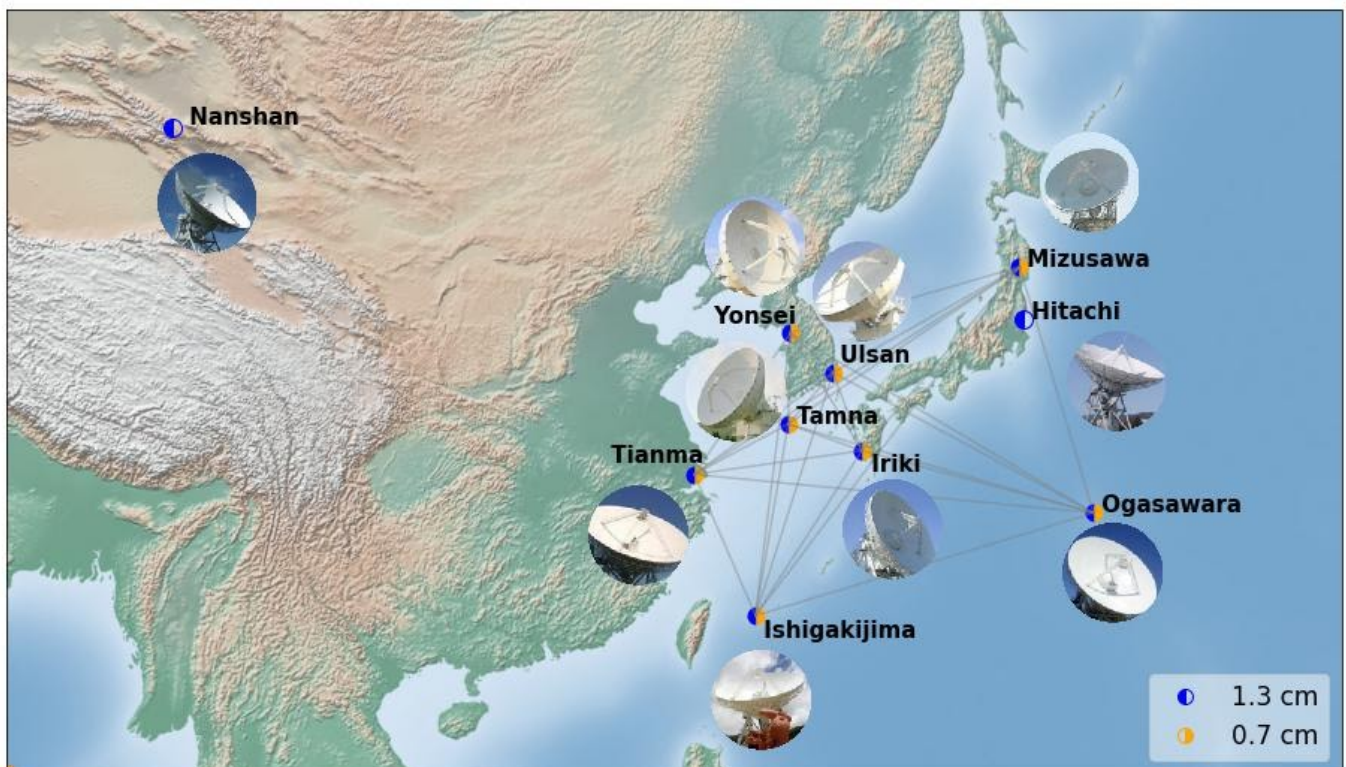 Nanshan
Mizusawa
Hitachi
Yonsei
Ulsan
Tamna
Tianma
Iriki
Ogasawara
Ishigakijima
1.3 cm
0.7 cm